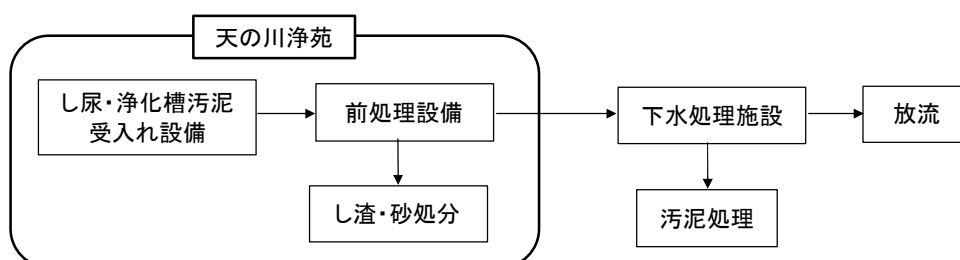 天の川浄苑
し尿・浄化槽汚泥
受入れ設備
前処理設備
下水処理施設
放流
し渣・砂処分
汚泥処理